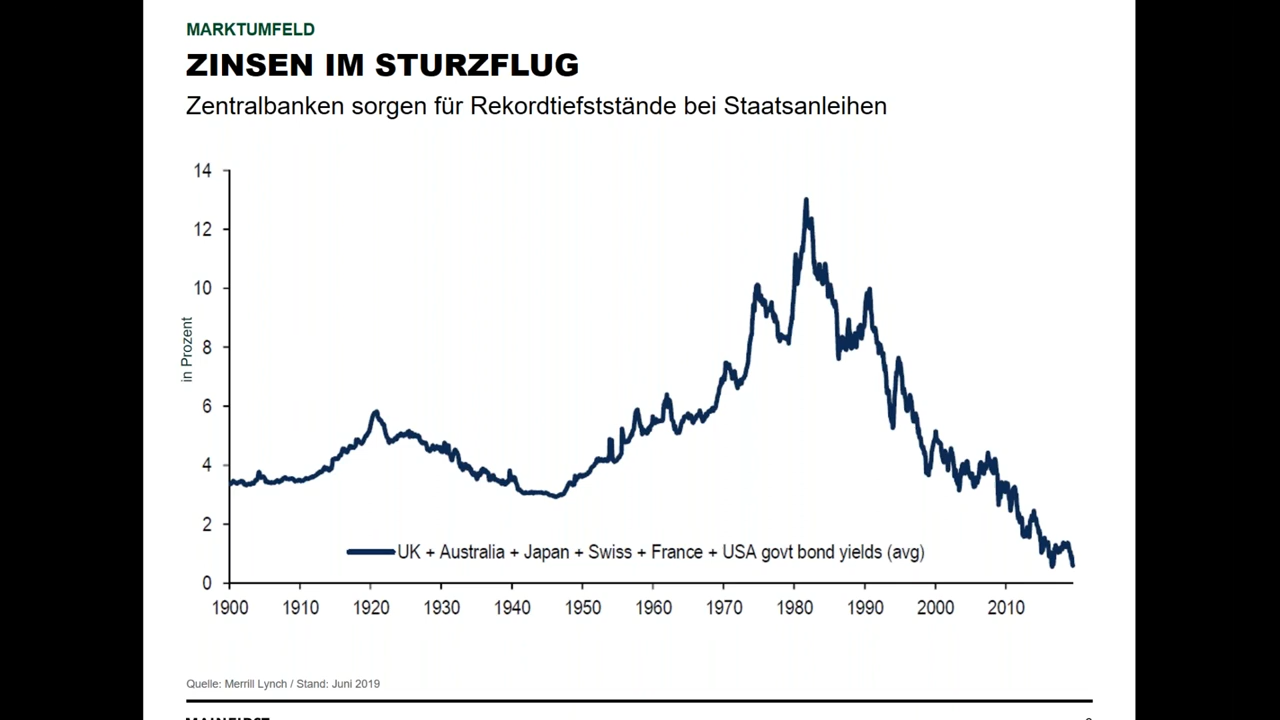 MARKTUMFELD
ZINSEN IM STURZFLUG
Zentralbanken sorgen für Rekordtiefststände bei Staatsanleihen
14
12
10
8
6
4
2
0
in Prozent
UK + Australia + Japan + Swiss + France + USA govt bond yields (avg)
1900 1910 1920 1930 1940 1950 1960 1970 1980 1990 2000 2010
Quelle: Merrill Lynch / Stand: Juni 2019
MAINFIRST